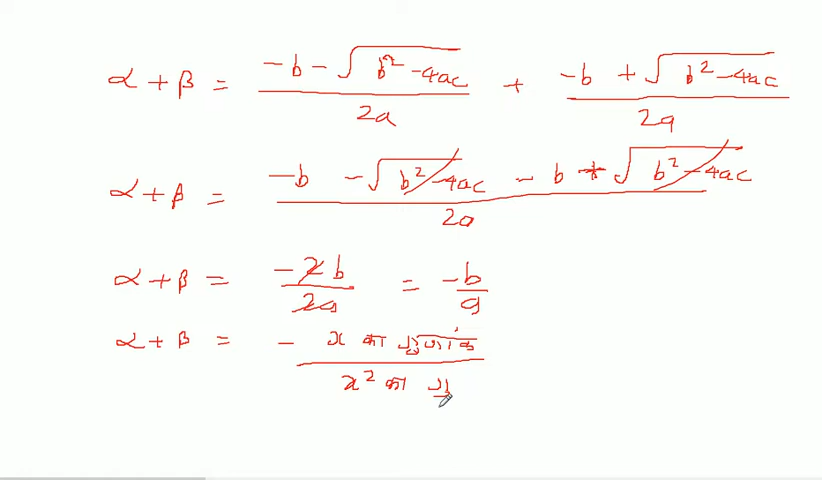 α + β = (-b - √(b² - 4ac))/2a + (-b + √(b² - 4ac))/2a
α + β = (-b - √(b² - 4ac) - b + √(b² - 4ac))/2a
α + β = -2b/2a = -b/a
α + β = - x का गुणांक / x² का गु